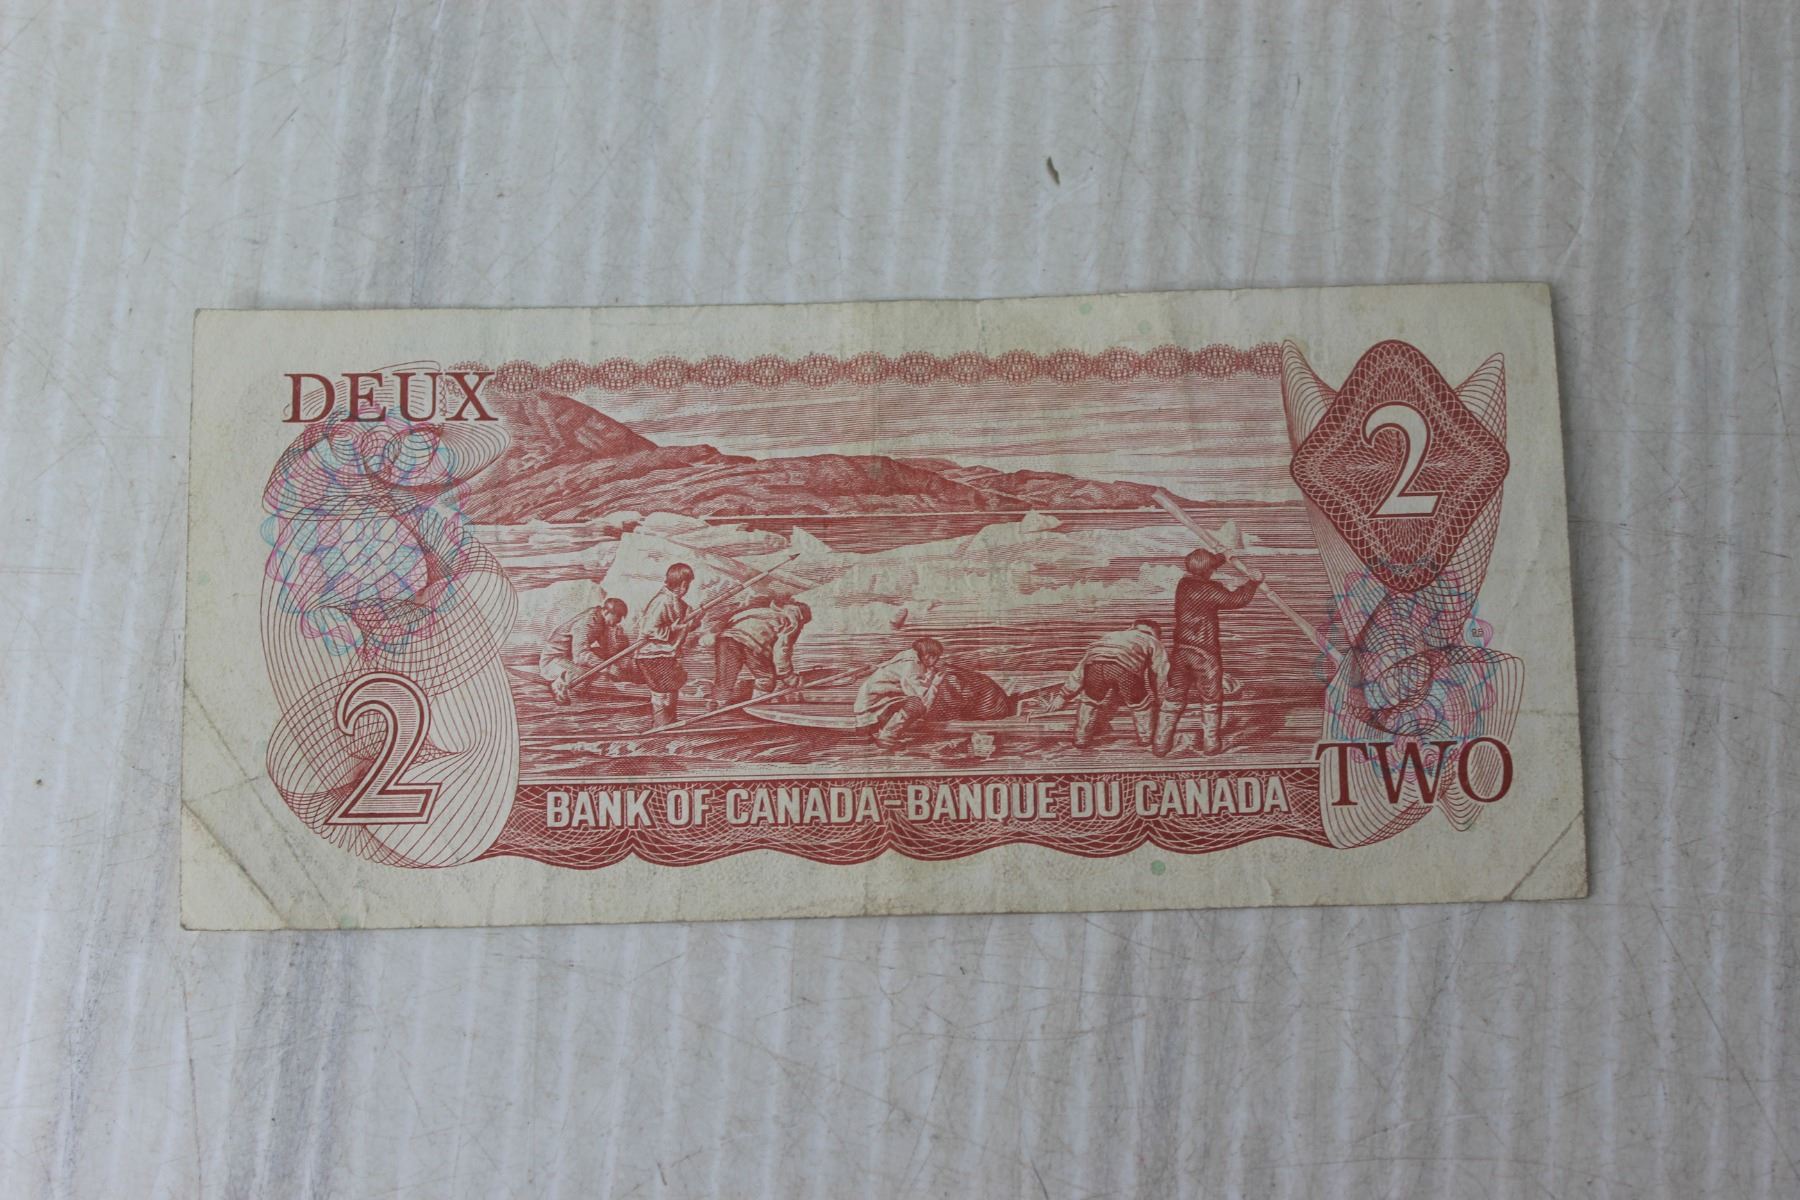 DEUX
2
2
TWO
BANK OF CANADA–BANQUE DU CANADA